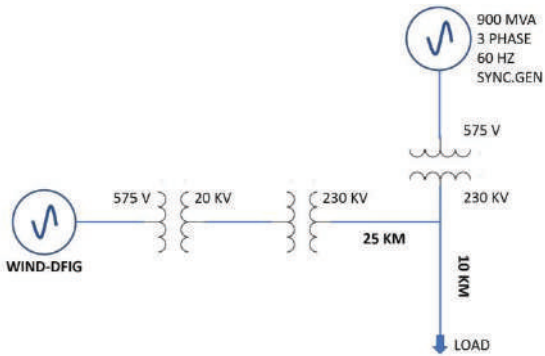 900 MVA
3 PHASE
60 HZ
SYNC.GEN
575 V
230 KV
575 V
20 KV
230 KV
25 KM
WIND-DFIG
10 KM
LOAD